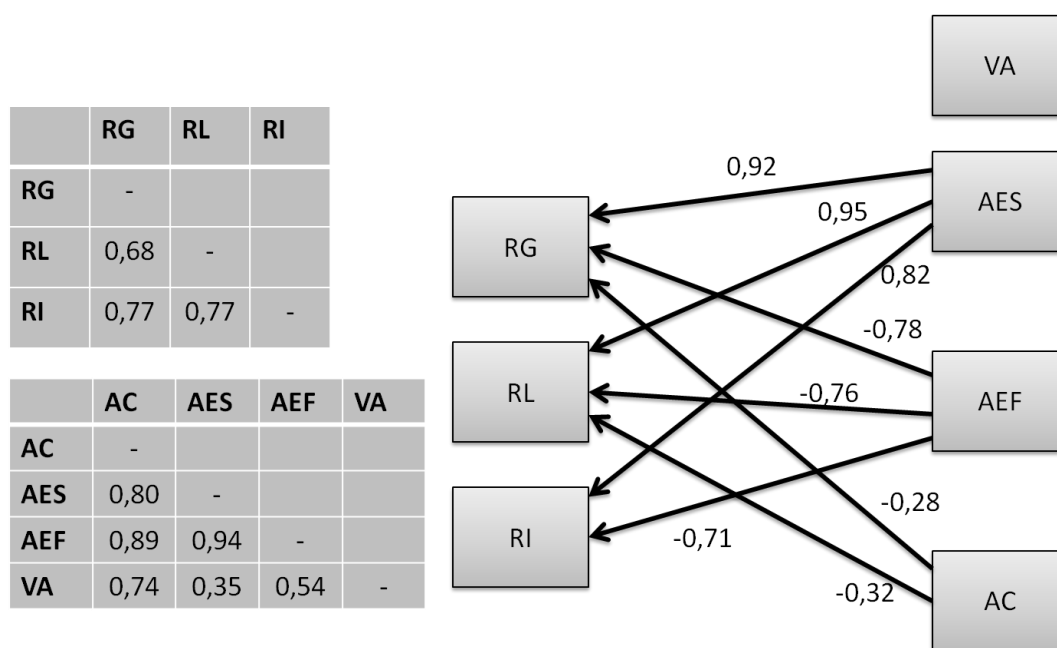 RG RL RI
RG -
RL 0,68 -
RI 0,77 0,77 -
AC AES AEF VA
AC -
AES 0,80 -
AEF 0,89 0,94 -
VA 0,74 0,35 0,54 -
RG
RL
RI
0,92
0,95
0,82
-0,78
-0,76
-0,71
-0,28
-0,32
VA
AES
AEF
AC